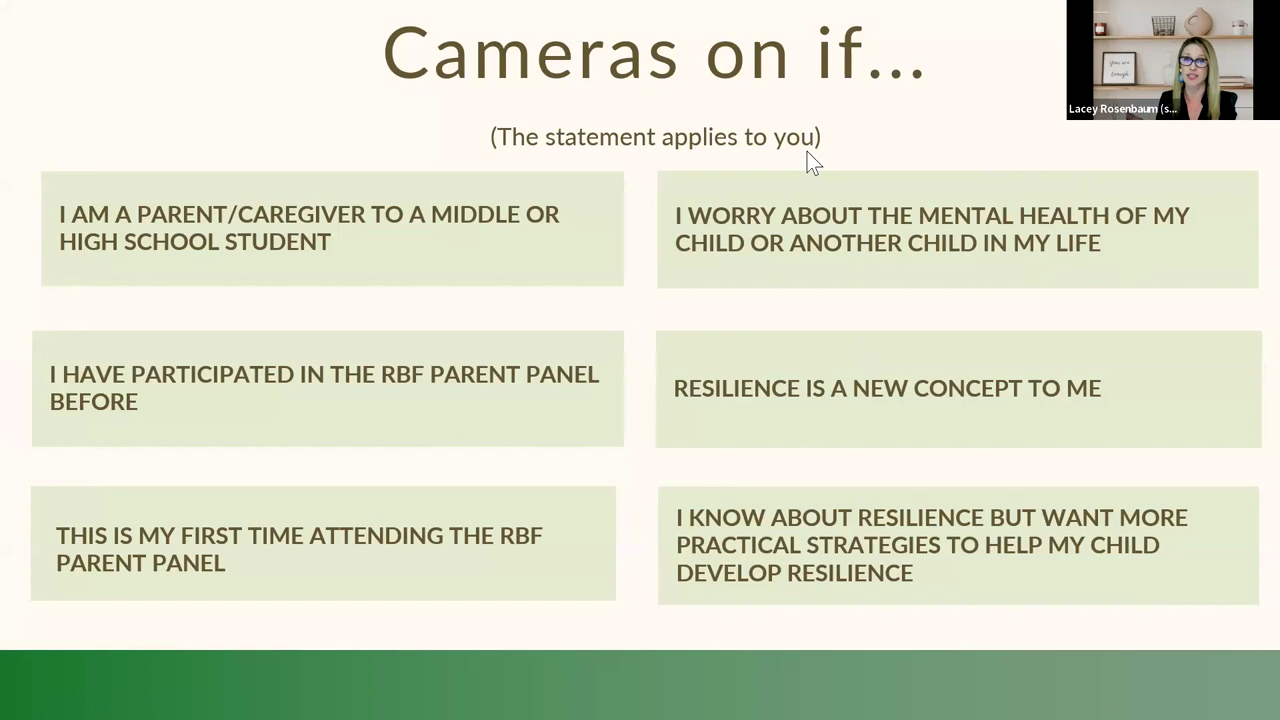 Cameras on if...
(The statement applies to you)
I AM A PARENT/CAREGIVER TO A MIDDLE OR
HIGH SCHOOL STUDENT
I WORRY ABOUT THE MENTAL HEALTH OF MY
CHILD OR ANOTHER CHILD IN MY LIFE
I HAVE PARTICIPATED IN THE RBF PARENT PANEL
BEFORE
RESILIENCE IS A NEW CONCEPT TO ME
THIS IS MY FIRST TIME ATTENDING THE RBF
PARENT PANEL
I KNOW ABOUT RESILIENCE BUT WANT MORE
PRACTICAL STRATEGIES TO HELP MY CHILD
DEVELOP RESILIENCE
You are
enough
Lacey Rosenbaum (s...